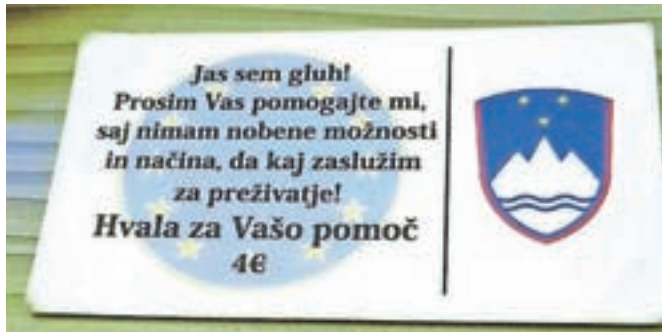 Jas sem gluh!
Prosim Vas pomogajte mi,
saj nimam nobene možnosti
in načina, da kaj zaslužim
za preživatje!
Hvala za Vašo pomoč
4€